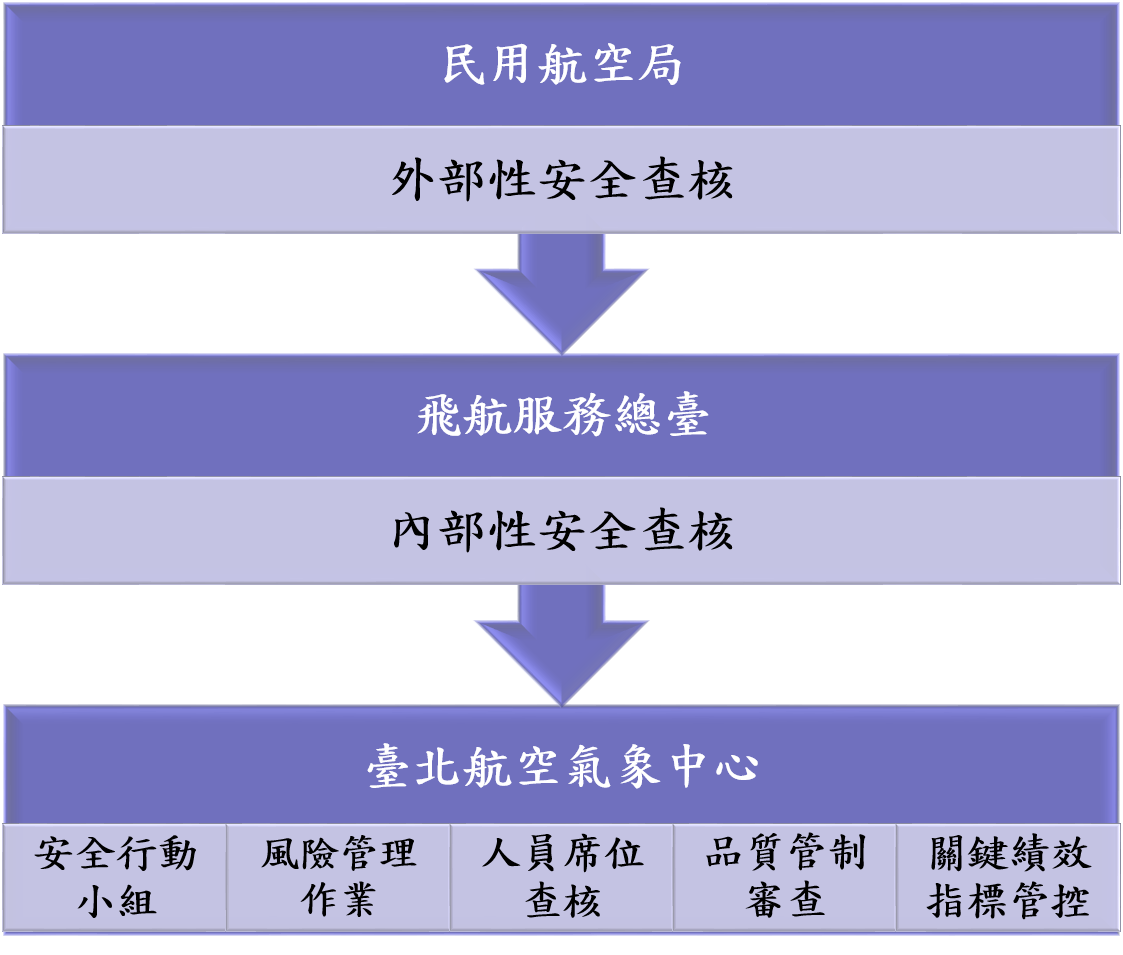 民用航空局
外部性安全查核
飛航服務總臺
內部性安全查核
臺北航空氣象中心
安全行動
小組
風險管理
作業
人員席位
查核
品質管制
審查
關鍵績效
指標管控